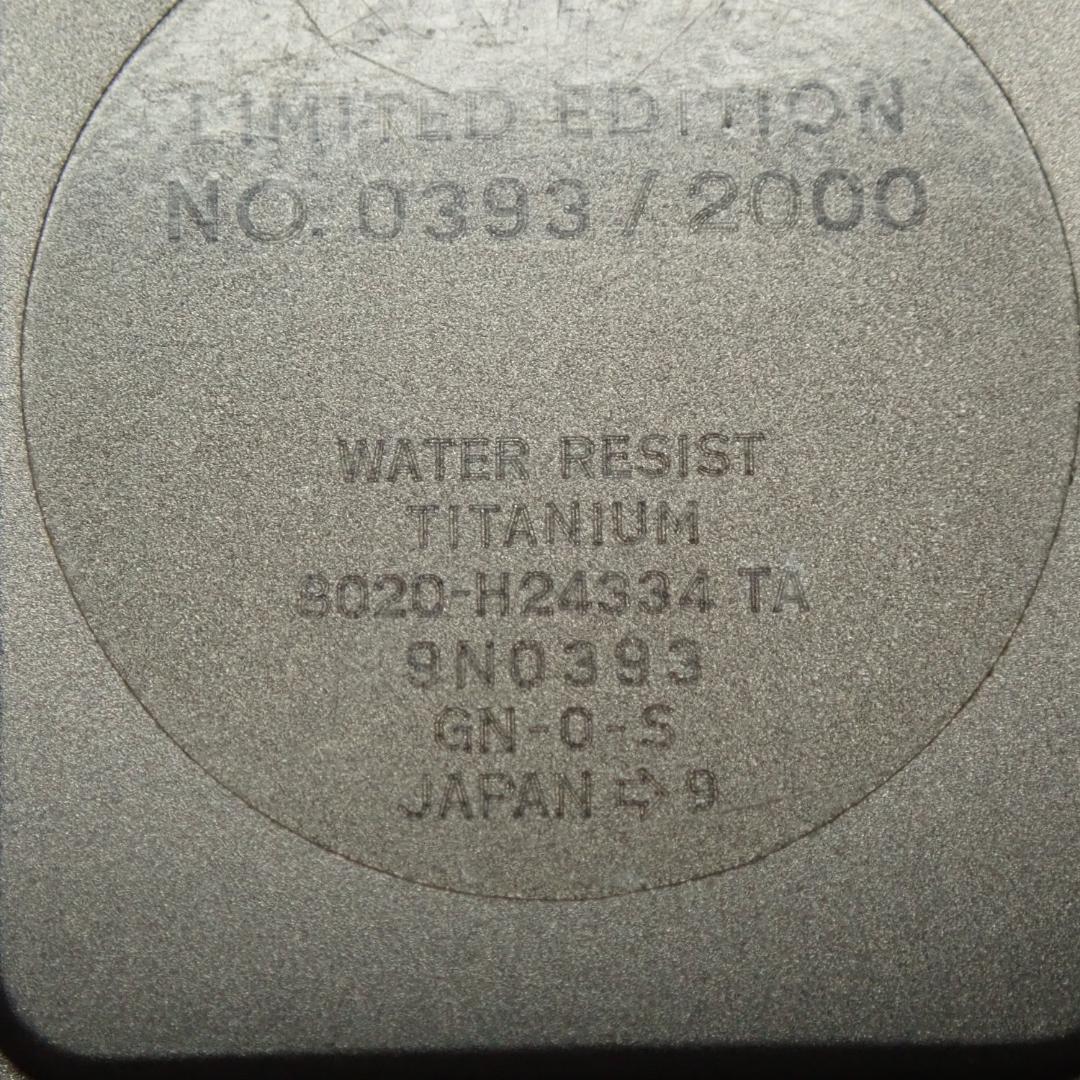 LIMITED EDITION
NO. 0393 / 2000
WATER RESIST
TITANIUM
8020-H24334 TA
9N0393
GN-0-S
JAPAN ➩ 9